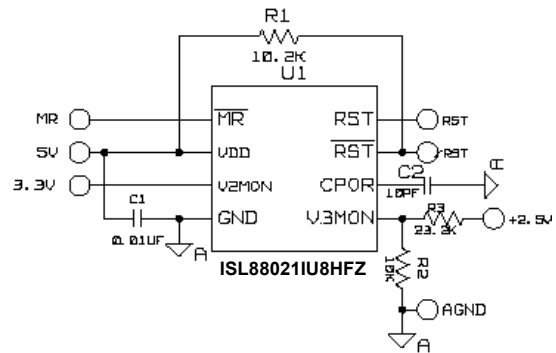 R1
10.2K
U1
MR
MR
RST
RST
5V
VDD
RST
RST
C2
3.3V
V2MON
CPOR
10PF
A
C1
GND
V3MON
R3
+2.5V
0.01UF
A
23.2K
ISL88021IU8HFZ
R2
10K
AGND
A